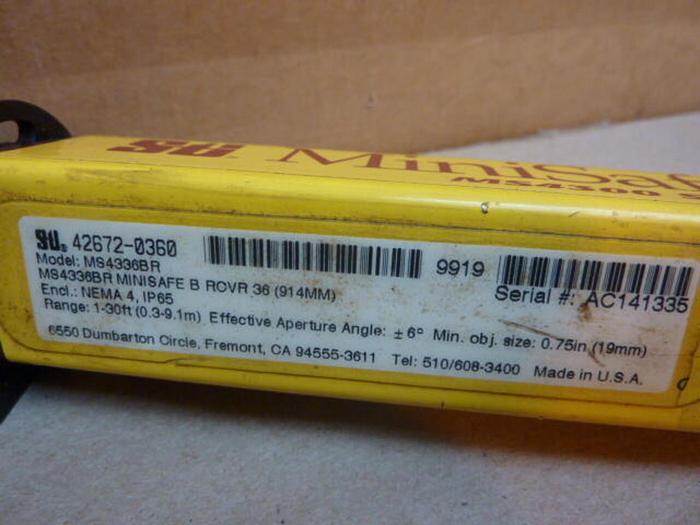 MiniSa
MS4300
42672-0360
9919
Model: MS4336BR
Serial #: AC141335
MS4336BR MINISAFE B RCVR 36 (914MM)
Encl.: NEMA 4, IP65
Range: 1-30ft (0.3-9.1m) Effective Aperture Angle: ± 6° Min. obj. size: 0.75in (19mm)
6550 Dumbarton Circle, Fremont, CA 94555-3611 Tel: 510/608-3400 Made in U.S.A.